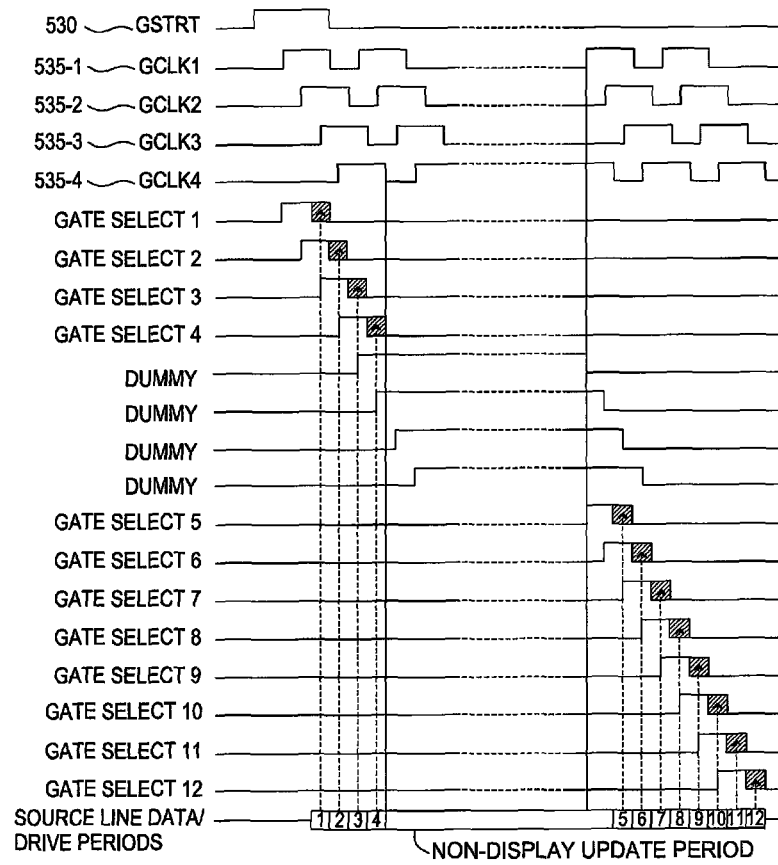 530 GSTRT
535-1 GCLK1
535-2 GCLK2
535-3 GCLK3
535-4 GCLK4
GATE SELECT 1
GATE SELECT 2
GATE SELECT 3
GATE SELECT 4
DUMMY
DUMMY
DUMMY
DUMMY
GATE SELECT 5
GATE SELECT 6
GATE SELECT 7
GATE SELECT 8
GATE SELECT 9
GATE SELECT 10
GATE SELECT 11
GATE SELECT 12
SOURCE LINE DATA/
DRIVE PERIODS
1 2 3 4 5 6 7 8 9 10 11 12
NON-DISPLAY UPDATE PERIOD